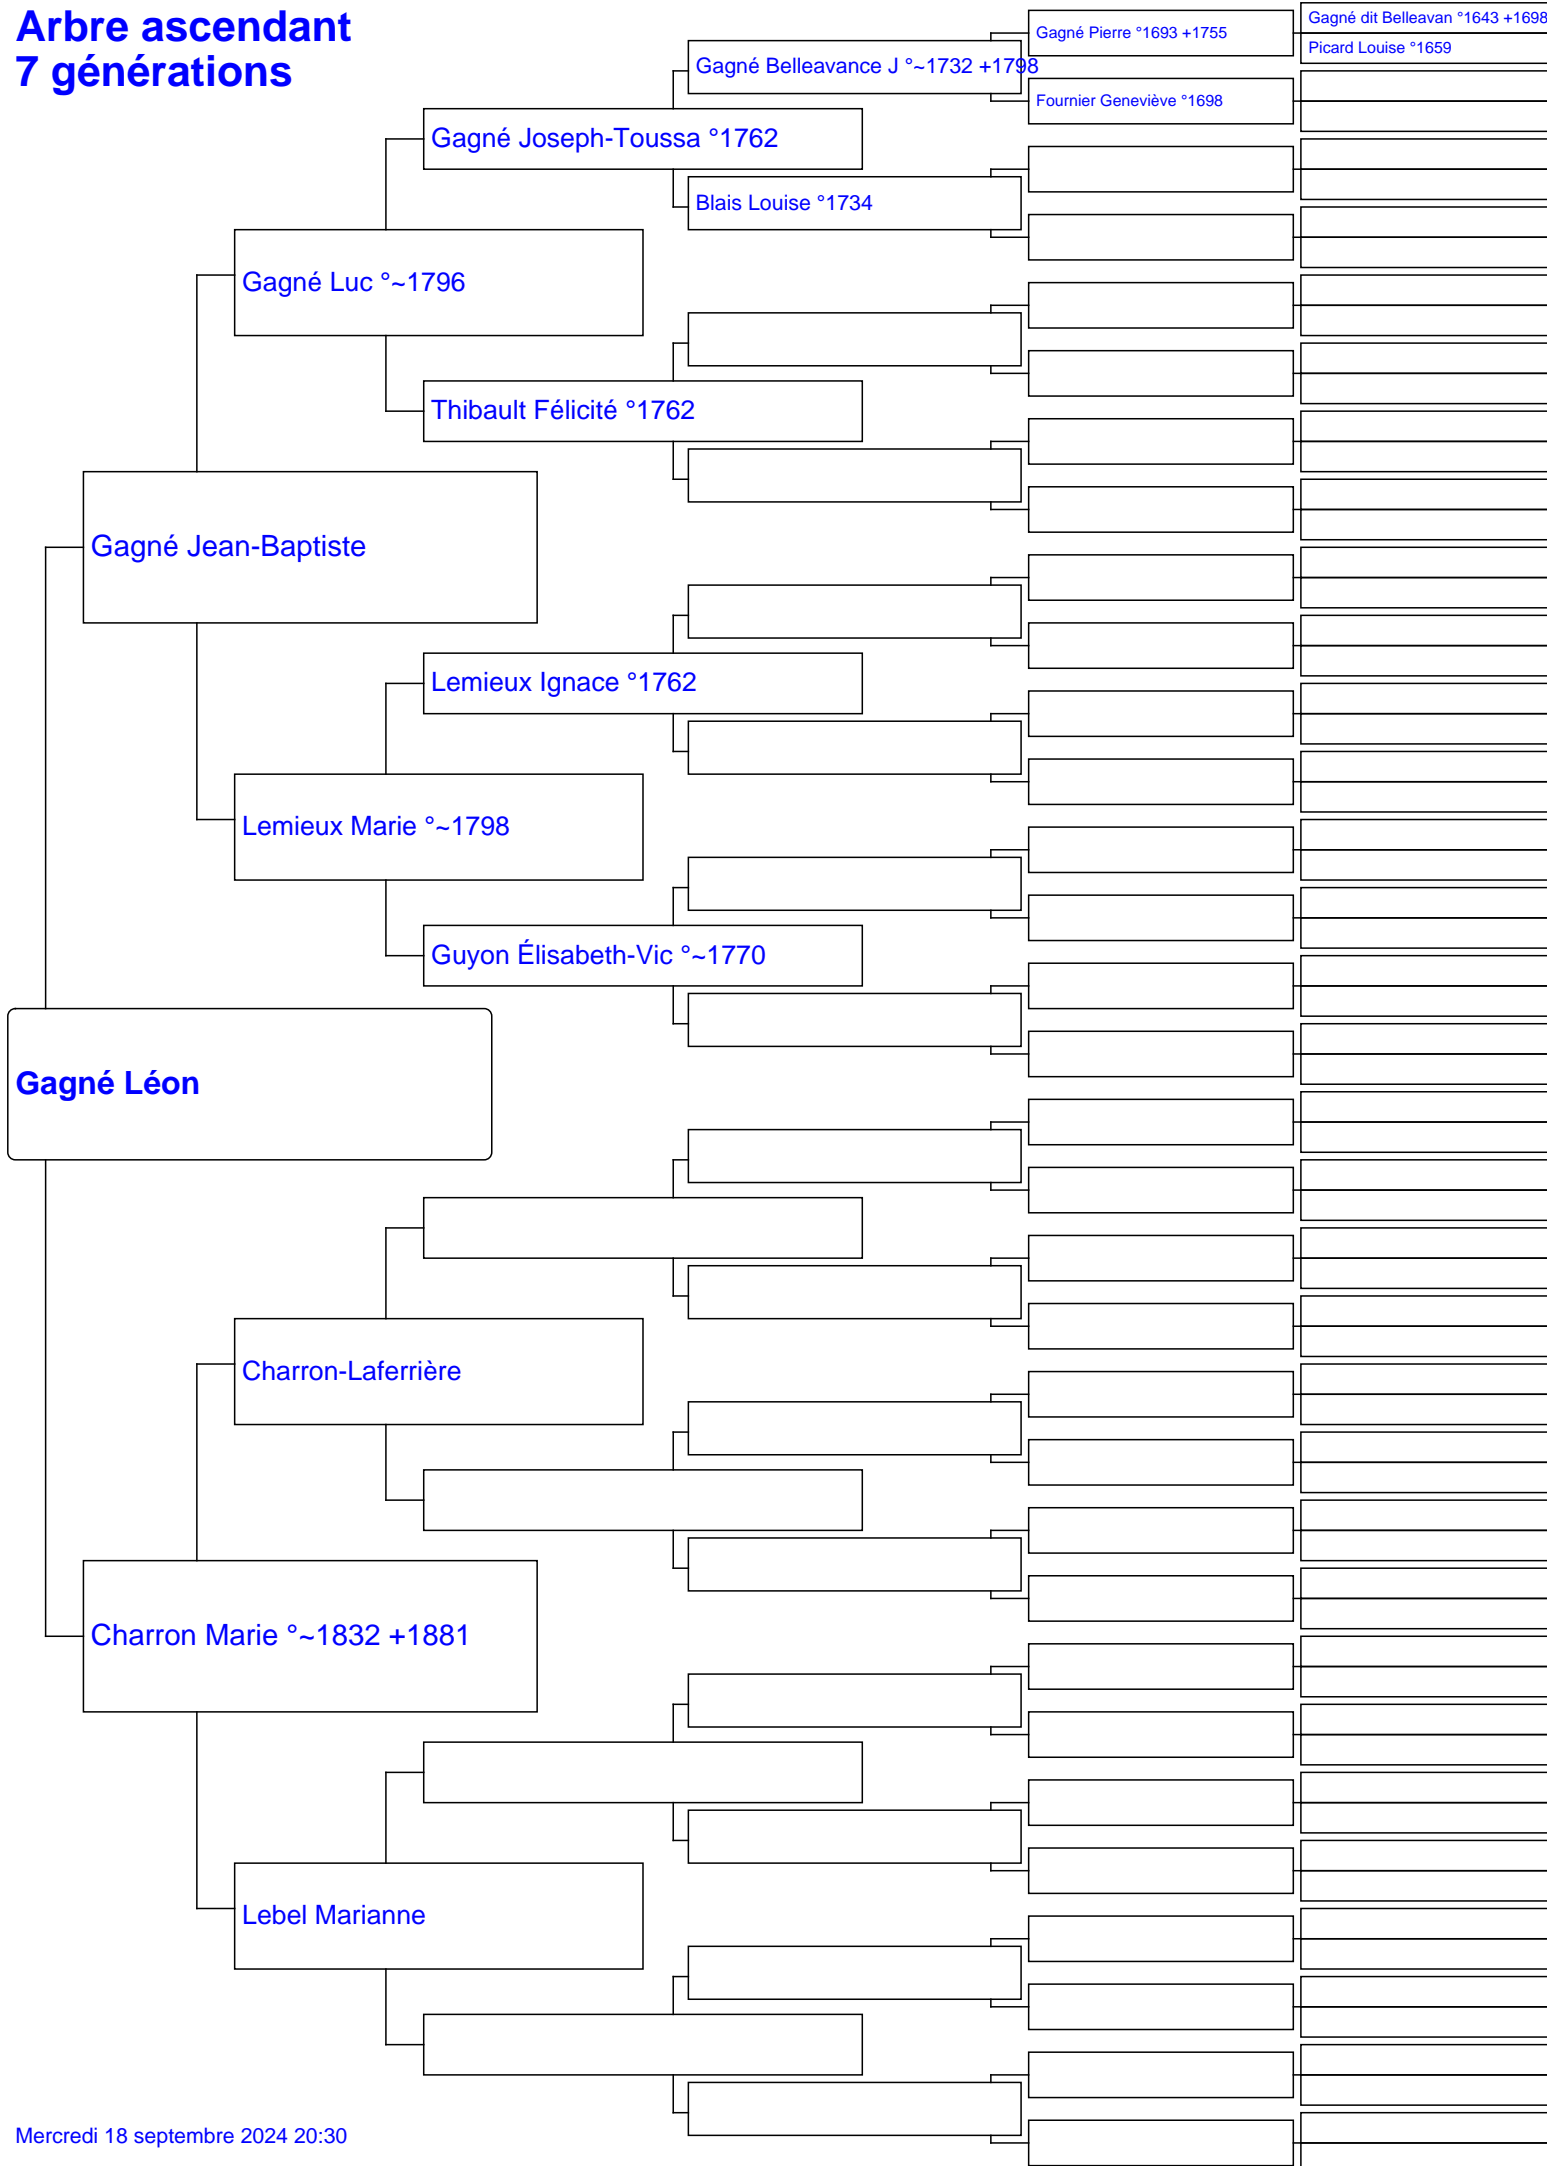 Arbre ascendant
7 générations
Gagné Pierre °1693 +1755
Gagné dit Belleavan °1643 +1698
Picard Louise °1659
Gagné Belleavance J °~1732 +1798
Fournier Geneviève °1698
Gagné Joseph-Toussa °1762
Blais Louise °1734
Gagné Luc °~1796
Thibault Félicité °1762
Gagné Jean-Baptiste
Lemieux Ignace °1762
Lemieux Marie °~1798
Guyon Élisabeth-Vic °~1770
Gagné Léon
Charron-Laferrière
Charron Marie °~1832 +1881
Lebel Marianne
Mercredi 18 septembre 2024 20:30